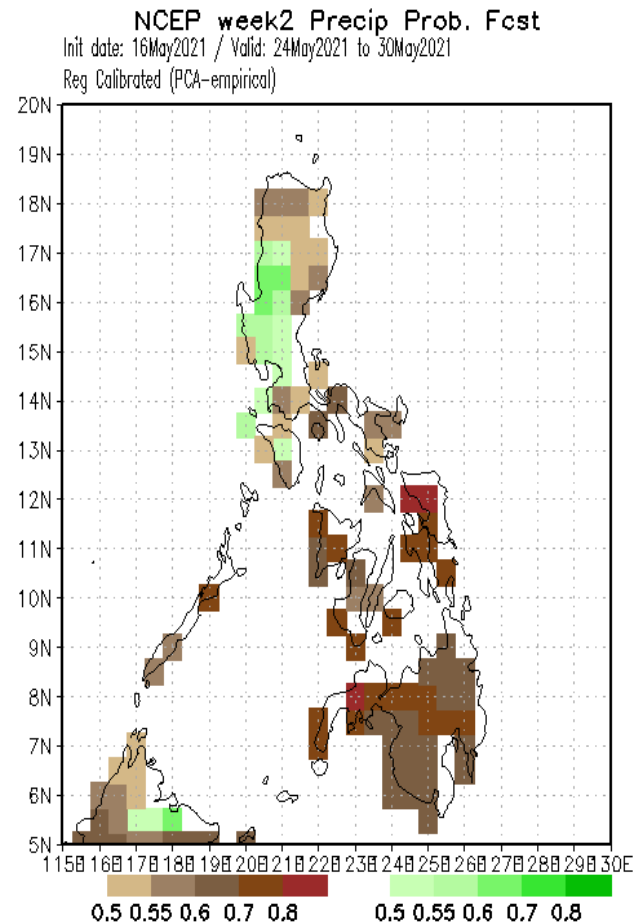 NCEP week2 Precip Prob. Fcst
Init date: 16May2021 / Valid: 24May2021 to 30May2021
Reg Calibrated (PCA-empirical)
20N
19N
18N
17N
16N
15N
14N
13N
12N
11N
10N
9N
8N
7N
6N
5N
0.5 0.55 0.6 0.7 0.8 0.5 0.55 0.6 0.7 0.8